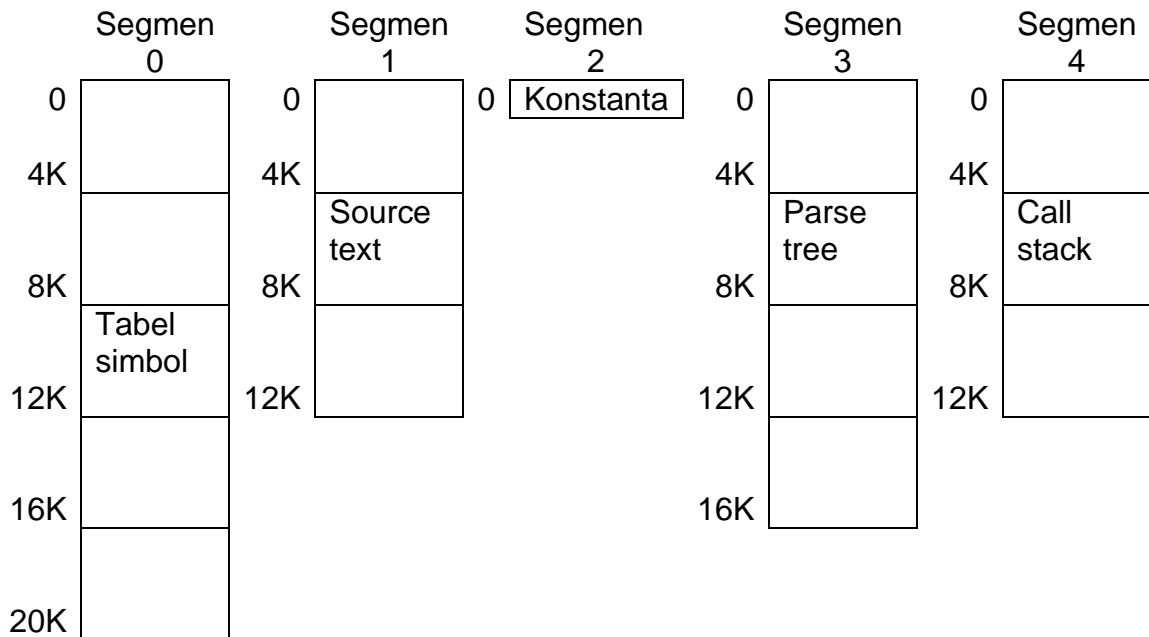 Segmen Segmen Segmen Segmen Segmen
0 1 2 3 4
0 0 0 Konstanta 0 0
4K 4K 4K 4K
Source Parse Call
text tree stack
8K 8K 8K 8K
Tabel
simbol
12K 12K 12K 12K
16K 16K
20K